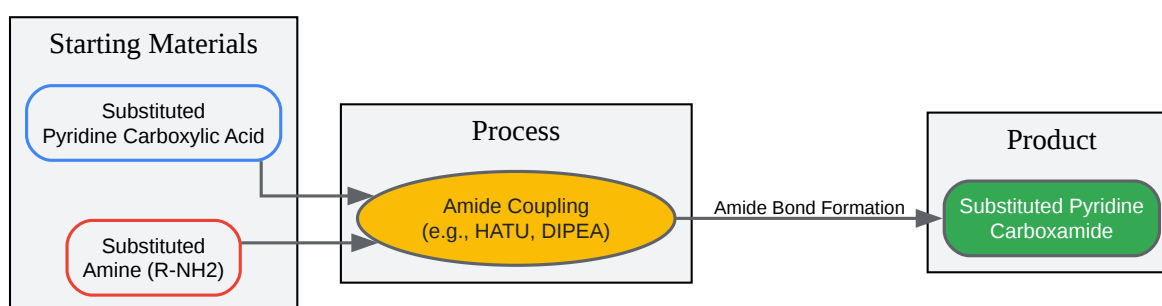 Starting Materials
Substituted
Pyridine Carboxylic Acid
Substituted
Amine (R-NH2)
Process
Amide Coupling
(e.g., HATU, DIPEA)
Amide Bond Formation
Product
Substituted Pyridine
Carboxamide